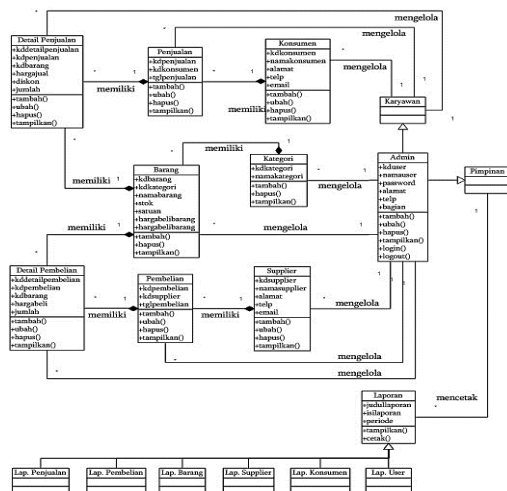 mengelola
Detail Penjualan
+kddetailpenjualan
+kdpenjualan
+kdbarang
+hargajual
+diskon
+jumlah
+tambah()
+ubah()
+hapus()
+tampilkan()
memiliki
Penjualan
+kdpenjualan
+kdkonsumen
+tglpenjualan
+tambah()
+ubah()
+hapus()
+tampilkan()
mengelola
memiliki
Konsumen
+kdkonsumen
+namakonsumen
+alamat
+telp
+email
+tambah()
+ubah()
+hapus()
+tampilkan()
mengelola
Karyawan
memiliki
memiliki
Barang
+kdbarang
+kdkategori
+namabarang
+stok
+satuan
+hargabelibarang
+hargabelibarang
+tambah()
+hapus()
+tampilkan()
Kategori
+kdkategori
+namakategori
+tambah()
+hapus()
+tampilkan()
mengelola
Admin
+kduser
+namauser
+password
+alamat
+telp
+bagian
+tambah()
+ubah()
+hapus()
+tampilkan()
+login()
+logout()
Pimpinan
memiliki
mengelola
Detail Pembelian
+kddetailpembelian
+kdpembelian
+kdbarang
+hargabeli
+jumlah
+tambah()
+ubah()
+hapus()
+tampilkan()
memiliki
Pembelian
+kdpembelian
+kdsupplier
+tglpembelian
+tambah()
+ubah()
+hapus()
+tampilkan()
memiliki
Supplier
+kdsupplier
+namasupplier
+alamat
+telp
+email
+tambah()
+ubah()
+hapus()
+tampilkan()
mengelola
mengelola
mengelola
Laporan
+judullaporan
+isilaporan
+periode
+tampilkan()
+cetak()
mencetak
Lap. Penjualan
Lap. Pembelian
Lap. Barang
Lap. Supplier
Lap. Konsumen
Lap. User